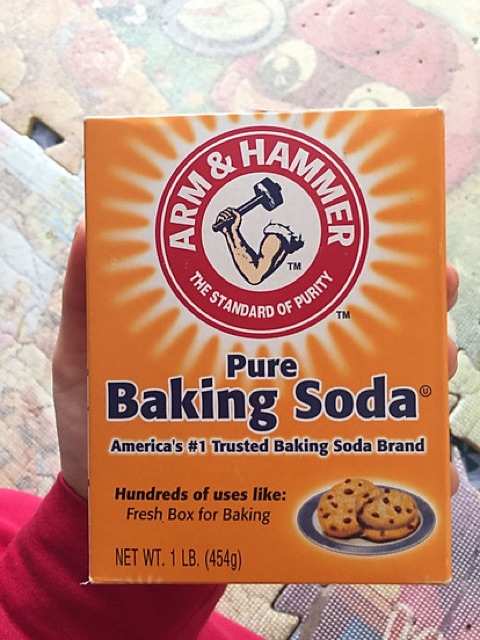 ARM & HAMMER
THE STANDARD OF PURITY
TM
TM
Pure
Baking Soda
America's #1 Trusted Baking Soda Brand
Hundreds of uses like:
Fresh Box for Baking
NET WT. 1 LB. (454g)